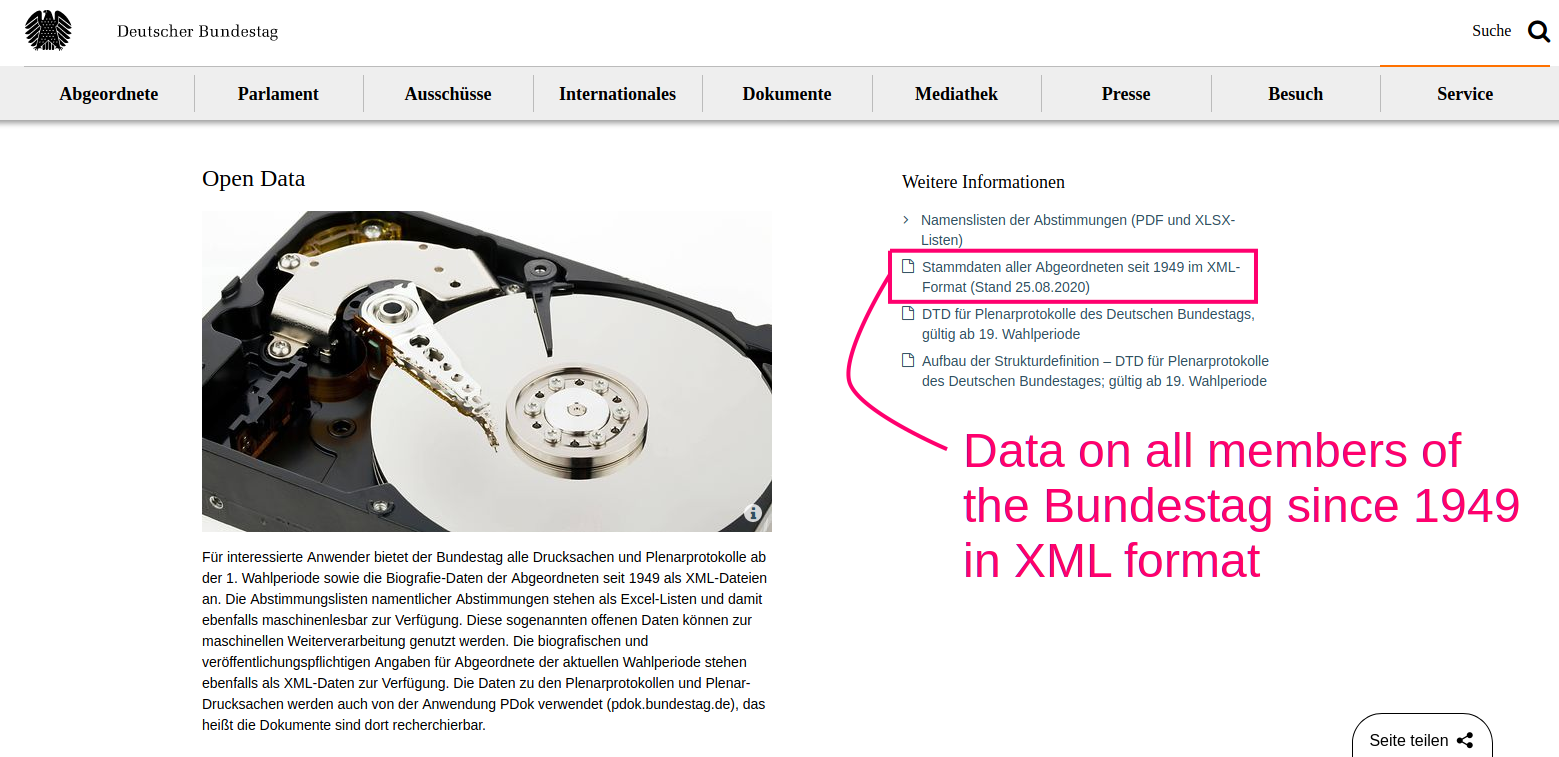 Deutscher Bundestag
Suche
Abgeordnete
Parlament
Ausschüsse
Internationales
Dokumente
Mediathek
Presse
Besuch
Service
Open Data
Für interessierte Anwender bietet der Bundestag alle Drucksachen und Plenarprotokolle ab
der 1. Wahlperiode sowie die Biografie-Daten der Abgeordneten seit 1949 als XML-Dateien
an. Die Abstimmungslisten namentlicher Abstimmungen stehen als Excel-Listen und damit
ebenfalls maschinenlesbar zur Verfügung. Diese sogenannten offenen Daten können zur
maschinellen Weiterverarbeitung genutzt werden. Die biografischen und
veröffentlichungspflichtigen Angaben für Abgeordnete der aktuellen Wahlperiode stehen
ebenfalls als XML-Daten zur Verfügung. Die Daten zu den Plenarprotokollen und Plenar-
Drucksachen werden auch von der Anwendung PDok verwendet (pdok.bundestag.de), das
heißt die Dokumente sind dort recherchierbar.
Weitere Informationen
Namenslisten der Abstimmungen (PDF und XLSX-
Listen)
Stammdaten aller Abgeordneten seit 1949 im XML-
Format (Stand 25.08.2020)
DTD für Plenarprotokolle des Deutschen Bundestags,
gültig ab 19. Wahlperiode
Aufbau der Strukturdefinition – DTD für Plenarprotokolle
des Deutschen Bundestages; gültig ab 19. Wahlperiode
Data on all members of
the Bundestag since 1949
in XML format
Seite teilen